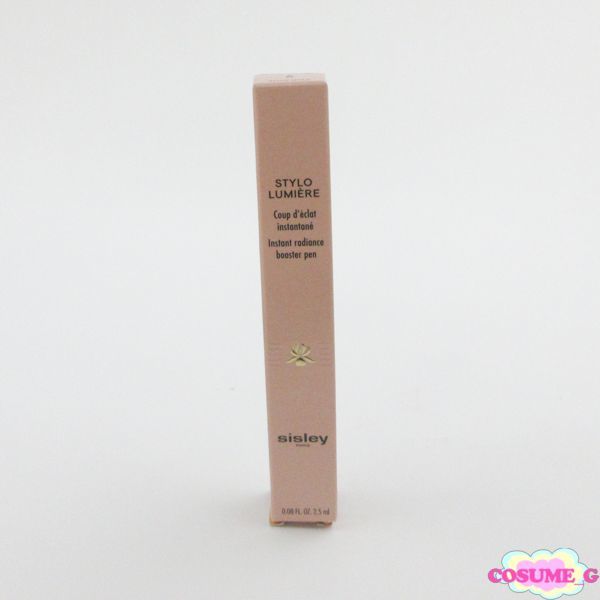 STYLO
LUMIÈRE
Coup d'éclat
instantané
Instant radiance
booster pen
sisley
0.08 FL. OZ. 2.5 ml
COSUME_G